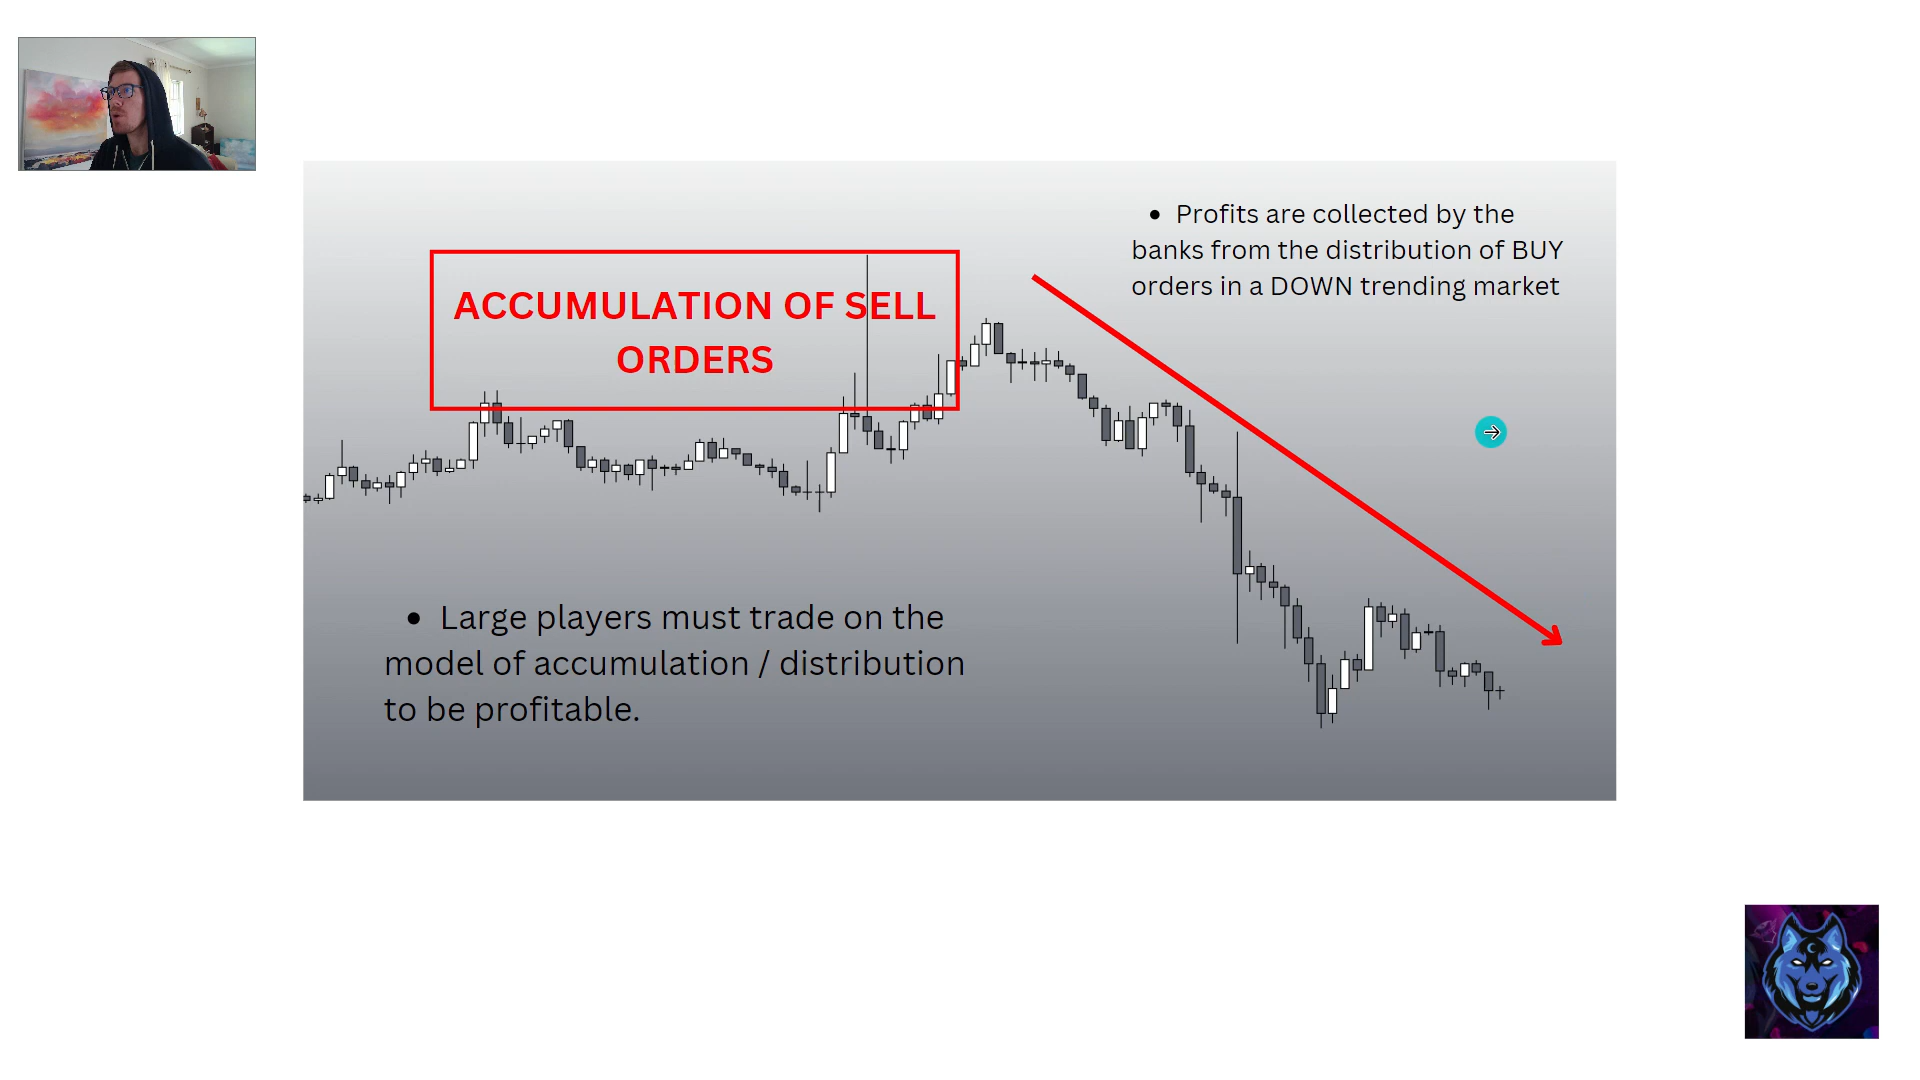 • Profits are collected by the
banks from the distribution of BUY
orders in a DOWN trending market
ACCUMULATION OF SELL
ORDERS
• Large players must trade on the
model of accumulation / distribution
to be profitable.